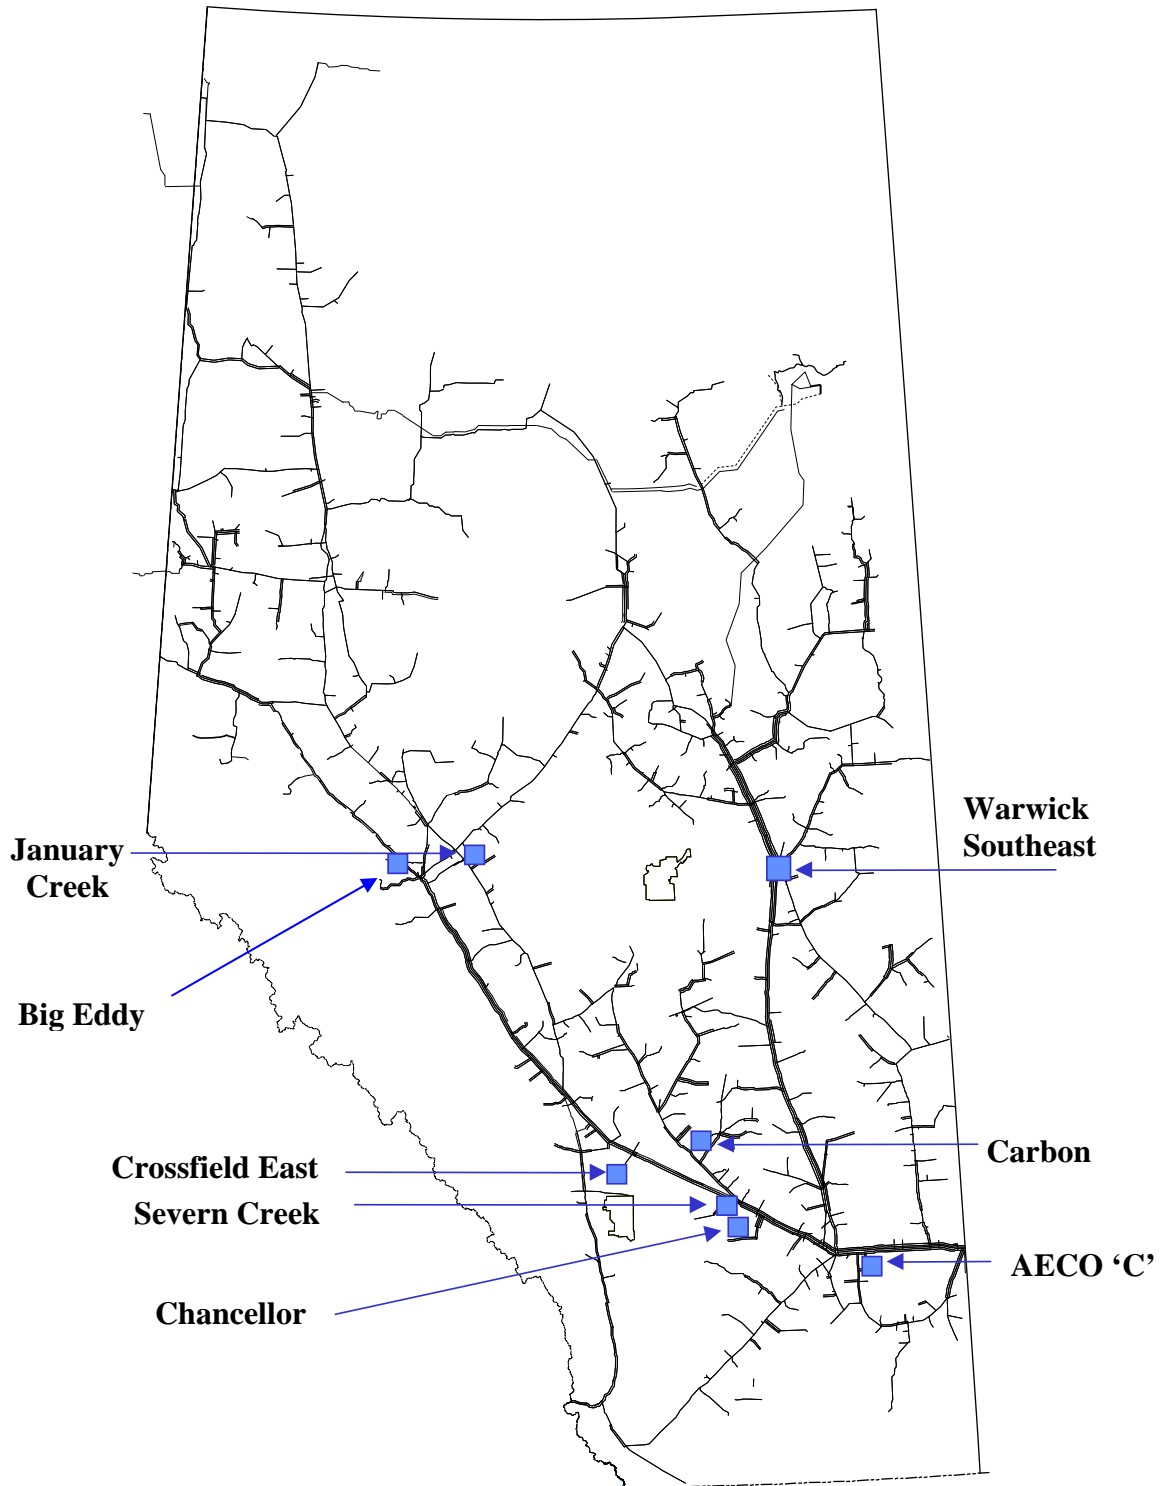 Warwick
Southeast
January
Creek
Big Eddy
Carbon
Crossfield East
Severn Creek
AECO ‘C’
Chancellor